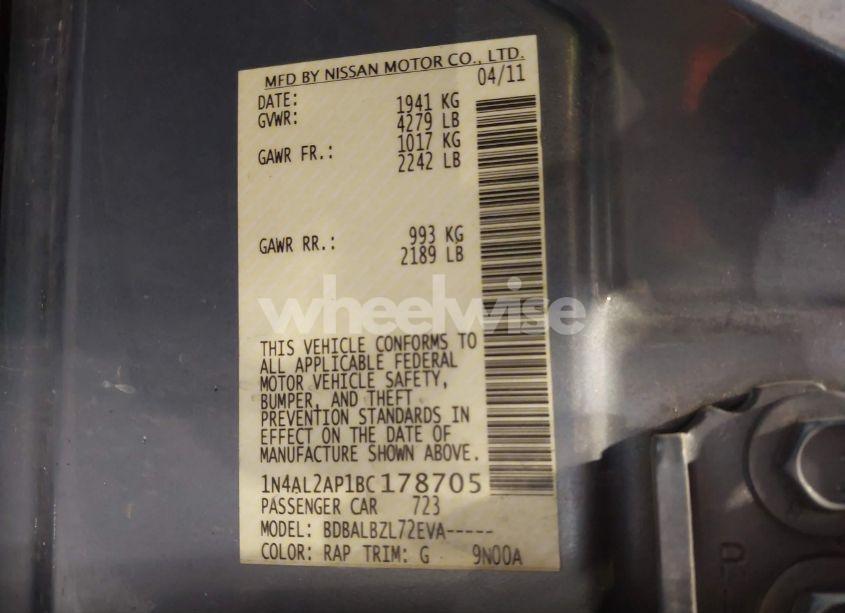 MFD BY NISSAN MOTOR CO., LTD.
DATE: 04/11
GVWR: 1941 KG
4279 LB
GAWR FR.: 1017 KG
2242 LB
GAWR RR.: 993 KG
2189 LB
wheelwise
THIS VEHICLE CONFORMS TO
ALL APPLICABLE FEDERAL
MOTOR VEHICLE SAFETY,
BUMPER, AND THEFT
PREVENTION STANDARDS IN
EFFECT ON THE DATE OF
MANUFACTURE SHOWN ABOVE.
1N4AL2AP1BC178705
PASSENGER CAR 723
MODEL: BDBALBZL72EVA-----
COLOR: RAP TRIM: G 9N00A